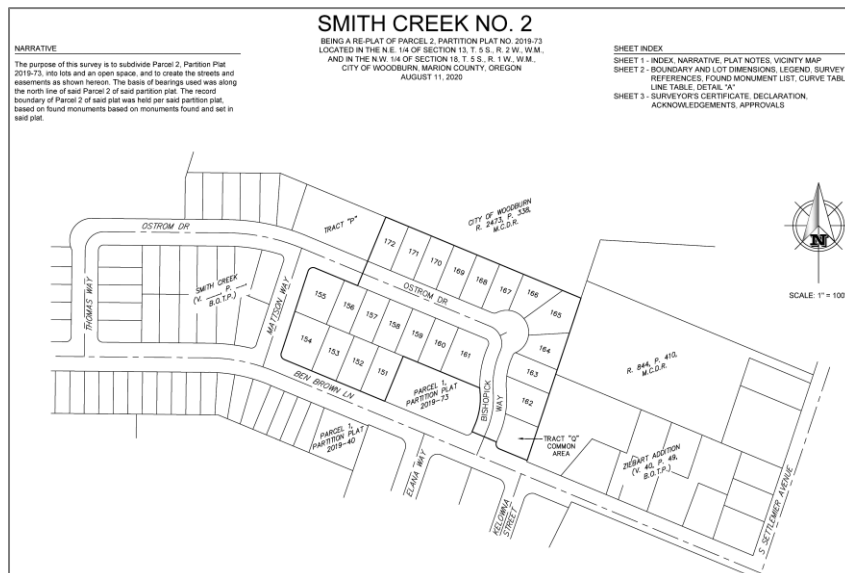 SMITH CREEK NO. 2
BEING A RE-PLAT OF PARCEL 2, PARTITION PLAT NO. 2019-73
LOCATED IN THE N.E. 1/4 OF SECTION 13, T. 5 S., R. 2 W., W.M.,
AND IN THE N.W. 1/4 OF SECTION 18, T. 5 S., R. 1 W., W.M.,
CITY OF WOODBURN, MARION COUNTY, OREGON
AUGUST 11, 2020
NARRATIVE
The purpose of this survey is to subdivide Parcel 2, Partition Plat
2019-73, into lots and an open space, and to create the streets and
easements as shown hereon. The basis of bearings used was along
the north line of said Parcel 2 of said partition plat. The record
boundary of Parcel 2 of said plat was held per said partition plat,
based on found monuments based on monuments found and set in
said plat.
SHEET INDEX
SHEET 1 - INDEX, NARRATIVE, PLAT NOTES, VICINITY MAP
SHEET 2 - BOUNDARY AND LOT DIMENSIONS, LEGEND, SURVEY
REFERENCES, FOUND MONUMENT LIST, CURVE TABL
LINE TABLE, DETAIL "A"
SHEET 3 - SURVEYOR'S CERTIFICATE, DECLARATION,
ACKNOWLEDGEMENTS, APPROVALS
N
SCALE: 1" = 100
OSTROM DR
TRACT "P"
CITY OF WOODBURN
R. 2473, P. 338,
M.C.D.R.
172
171
170
169
168
167
166
165
164
163
162
THOMAS WAY
SMITH CREEK
(V. P.
B.O.T.P.)
MATTISON WAY
OSTROM DR
155
156
157
158
159
160
161
154
153
152
151
BEN BROWN LN
PARCEL 1,
PARTITION PLAT
2019-73
BISHOPICK
WAY
TRACT "Q"
COMMON
AREA
R. 844, P. 410,
M.C.D.R.
ZIEBART ADDITION
(V. 40, P. 49,
B.O.T.P.)
PARCEL 1,
PARTITION PLAT
2019-40
ELANA WAY
KELOWNA
STREET
S SETTLEMIER AVENUE